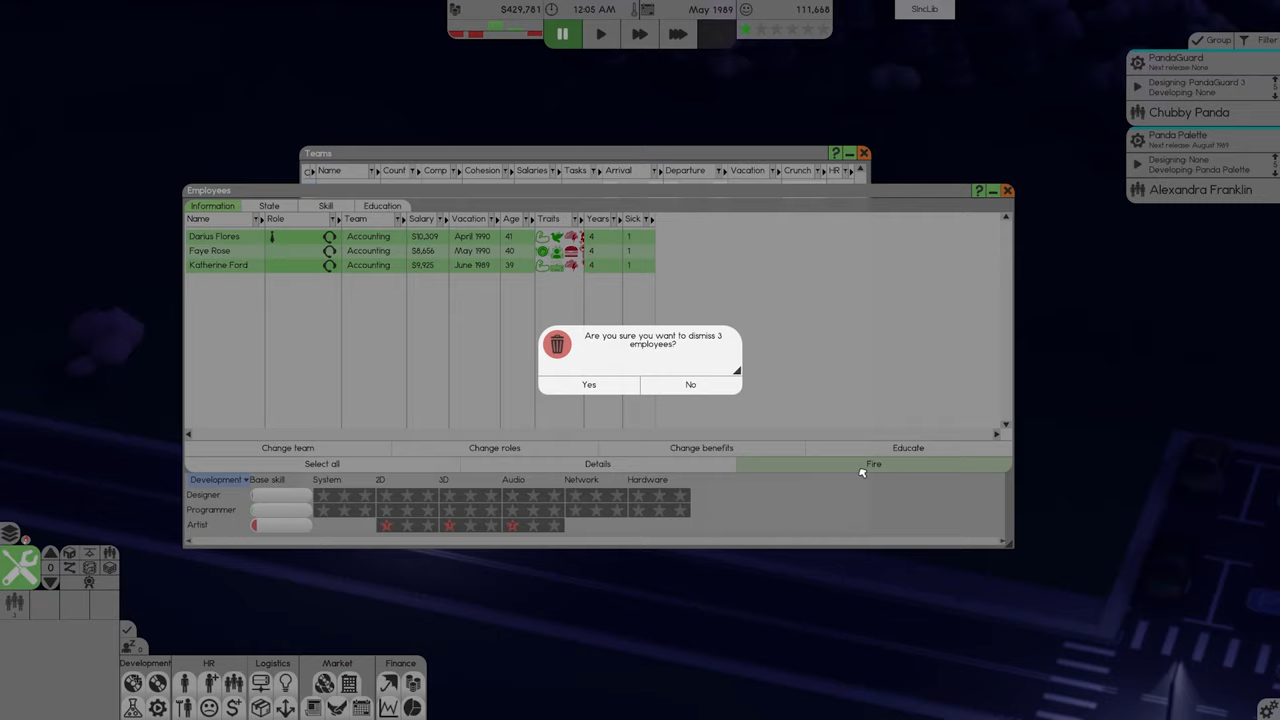 $429,781
12:05 AM
May 1989
111,668
SIncLib
Group
Filter
PandaGuard
Next release: None
Designing: PandaGuard 3
Developing: None
5
Chubby Panda
Panda Palette
Next release: August 1989
Designing: None
Developing: Panda Palette
5
Alexandra Franklin
Teams
?
Name Count Comp Cohesion Salaries Tasks Arrival Departure Vacation Crunch HR
Employees
?
Information State Skill Education
Name Role Team Salary Vacation Age Traits Years Sick
Darius Flores Accounting $10,309 April 1990 41 4 1
Faye Rose Accounting $8,656 May 1990 40 4 1
Katherine Ford Accounting $9,925 June 1989 39 4 1
Are you sure you want to dismiss 3
employees?
Yes No
Change team Change roles Change benefits Educate
Select all Details Fire
Development Base skill System 2D 3D Audio Network Hardware
Designer
Programmer
Artist
0
3
Z 0
Development HR Logistics Market Finance